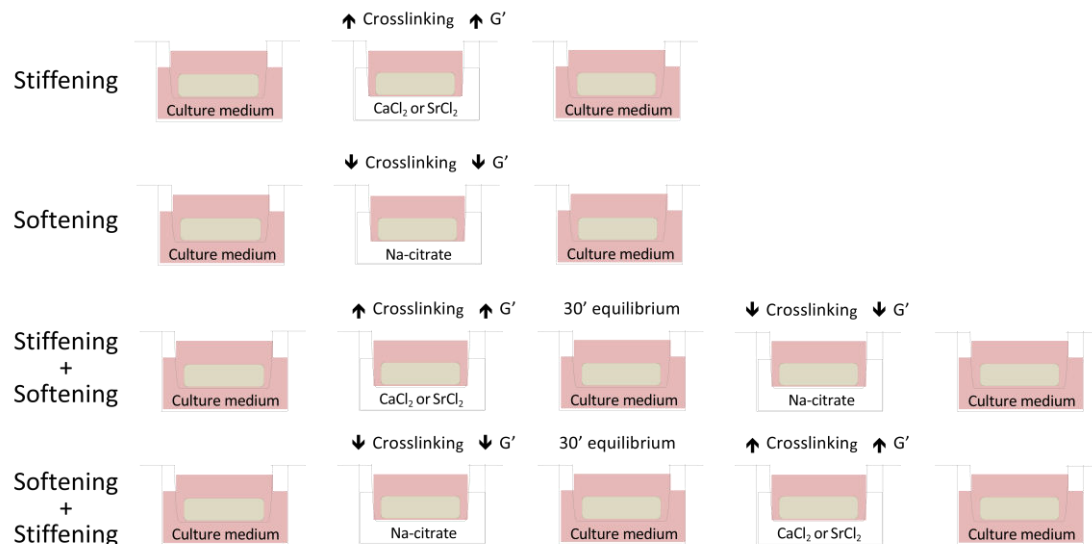 ↑ Crosslinking ↑ G’
Stiffening
Culture medium CaCl₂ or SrCl₂ Culture medium
↓ Crosslinking ↓ G’
Softening
Culture medium Na-citrate Culture medium
↑ Crosslinking ↑ G’ 30’ equilibrium ↓ Crosslinking ↓ G’
Stiffening
+
Softening
Culture medium CaCl₂ or SrCl₂ Culture medium Na-citrate Culture medium
↓ Crosslinking ↓ G’ 30’ equilibrium ↑ Crosslinking ↑ G’
Softening
+
Stiffening
Culture medium Na-citrate Culture medium CaCl₂ or SrCl₂ Culture medium